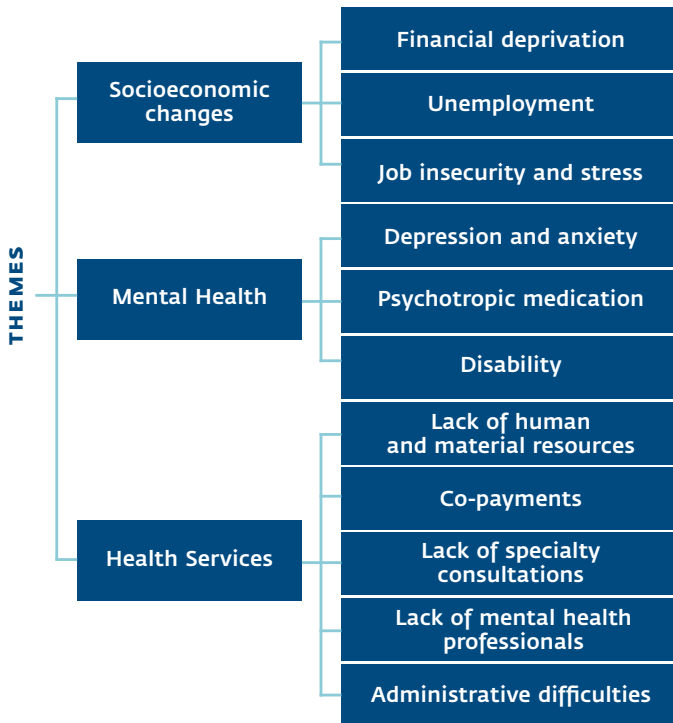 THEMES
Socioeconomic
changes
Financial deprivation
Unemployment
Job insecurity and stress
Mental Health
Depression and anxiety
Psychotropic medication
Disability
Health Services
Lack of human
and material resources
Co-payments
Lack of specialty
consultations
Lack of mental health
professionals
Administrative difficulties